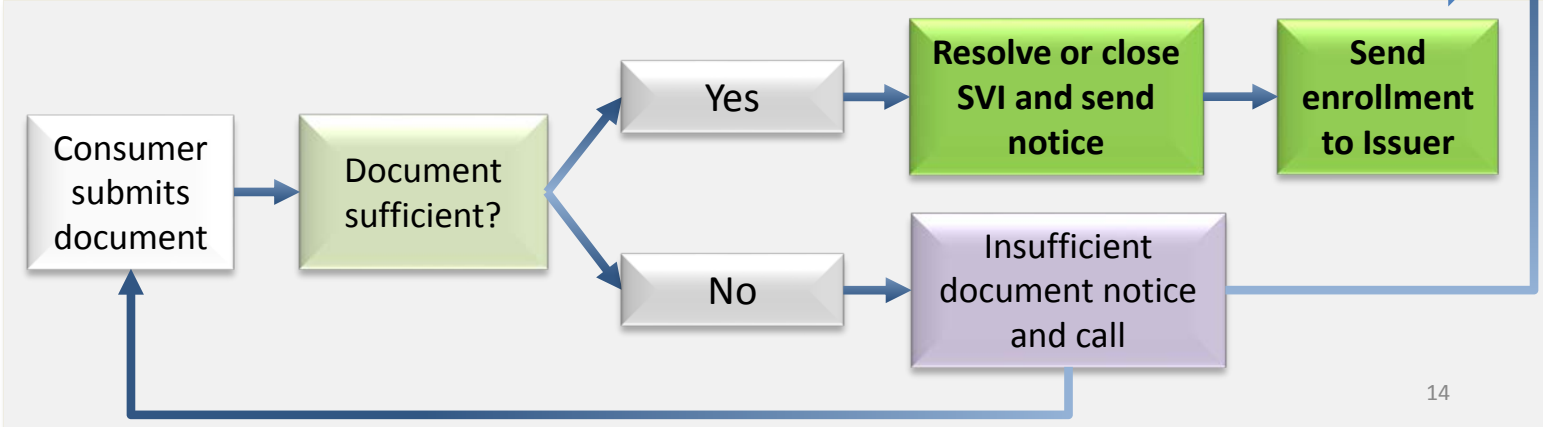 Consumer
submits
document
Document
sufficient?
Yes
Resolve or close
SVI and send
notice
Send
enrollment
to Issuer
No
Insufficient
document notice
and call
14